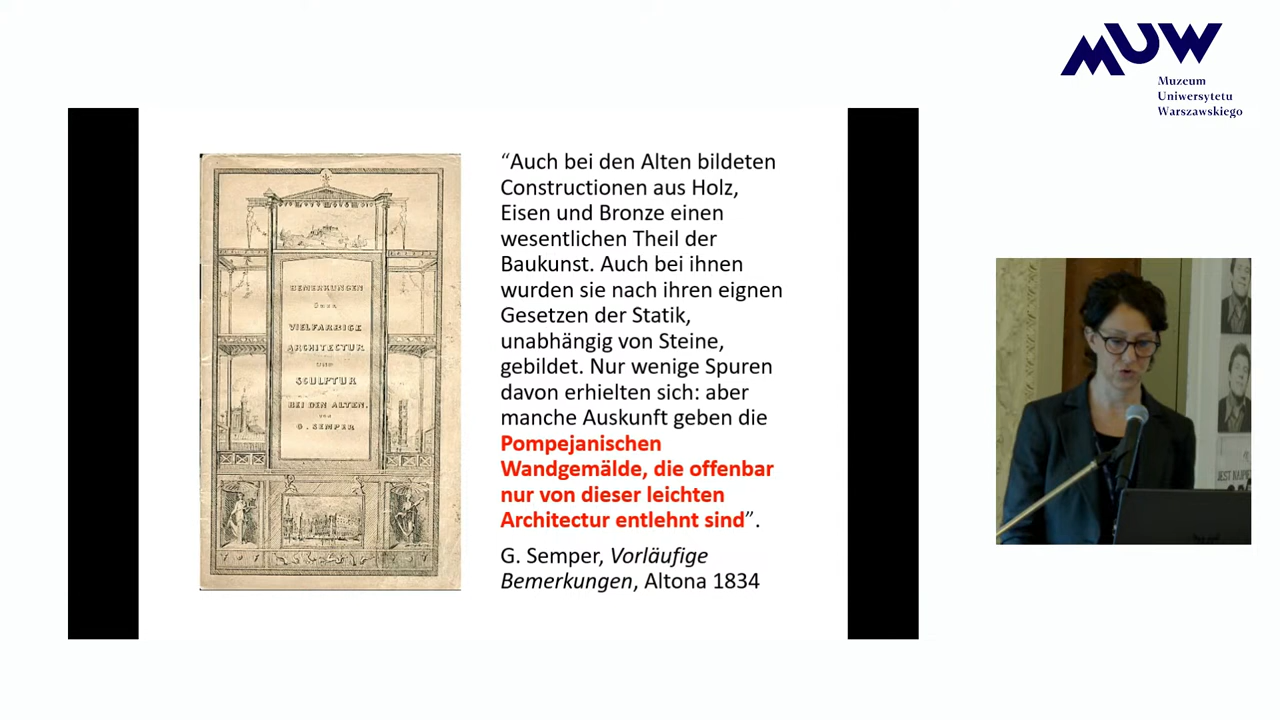 MUW
Muzeum
Uniwersytetu
Warszawskiego
BEMERKUNGEN
über
VIELFARBIGE
ARCHITECTUR
UND
SCULPTUR
BEI DEN ALTEN.
VON
G. SEMPER
“Auch bei den Alten bildeten
Constructionen aus Holz,
Eisen und Bronze einen
wesentlichen Theil der
Baukunst. Auch bei ihnen
wurden sie nach ihren eignen
Gesetzen der Statik,
unabhängig von Steine,
gebildet. Nur wenige Spuren
davon erhielten sich: aber
manche Auskunft geben die
Pompejanischen
Wandgemälde, die offenbar
nur von dieser leichten
Architectur entlehnt sind”.
G. Semper, Vorläufige
Bemerkungen, Altona 1834